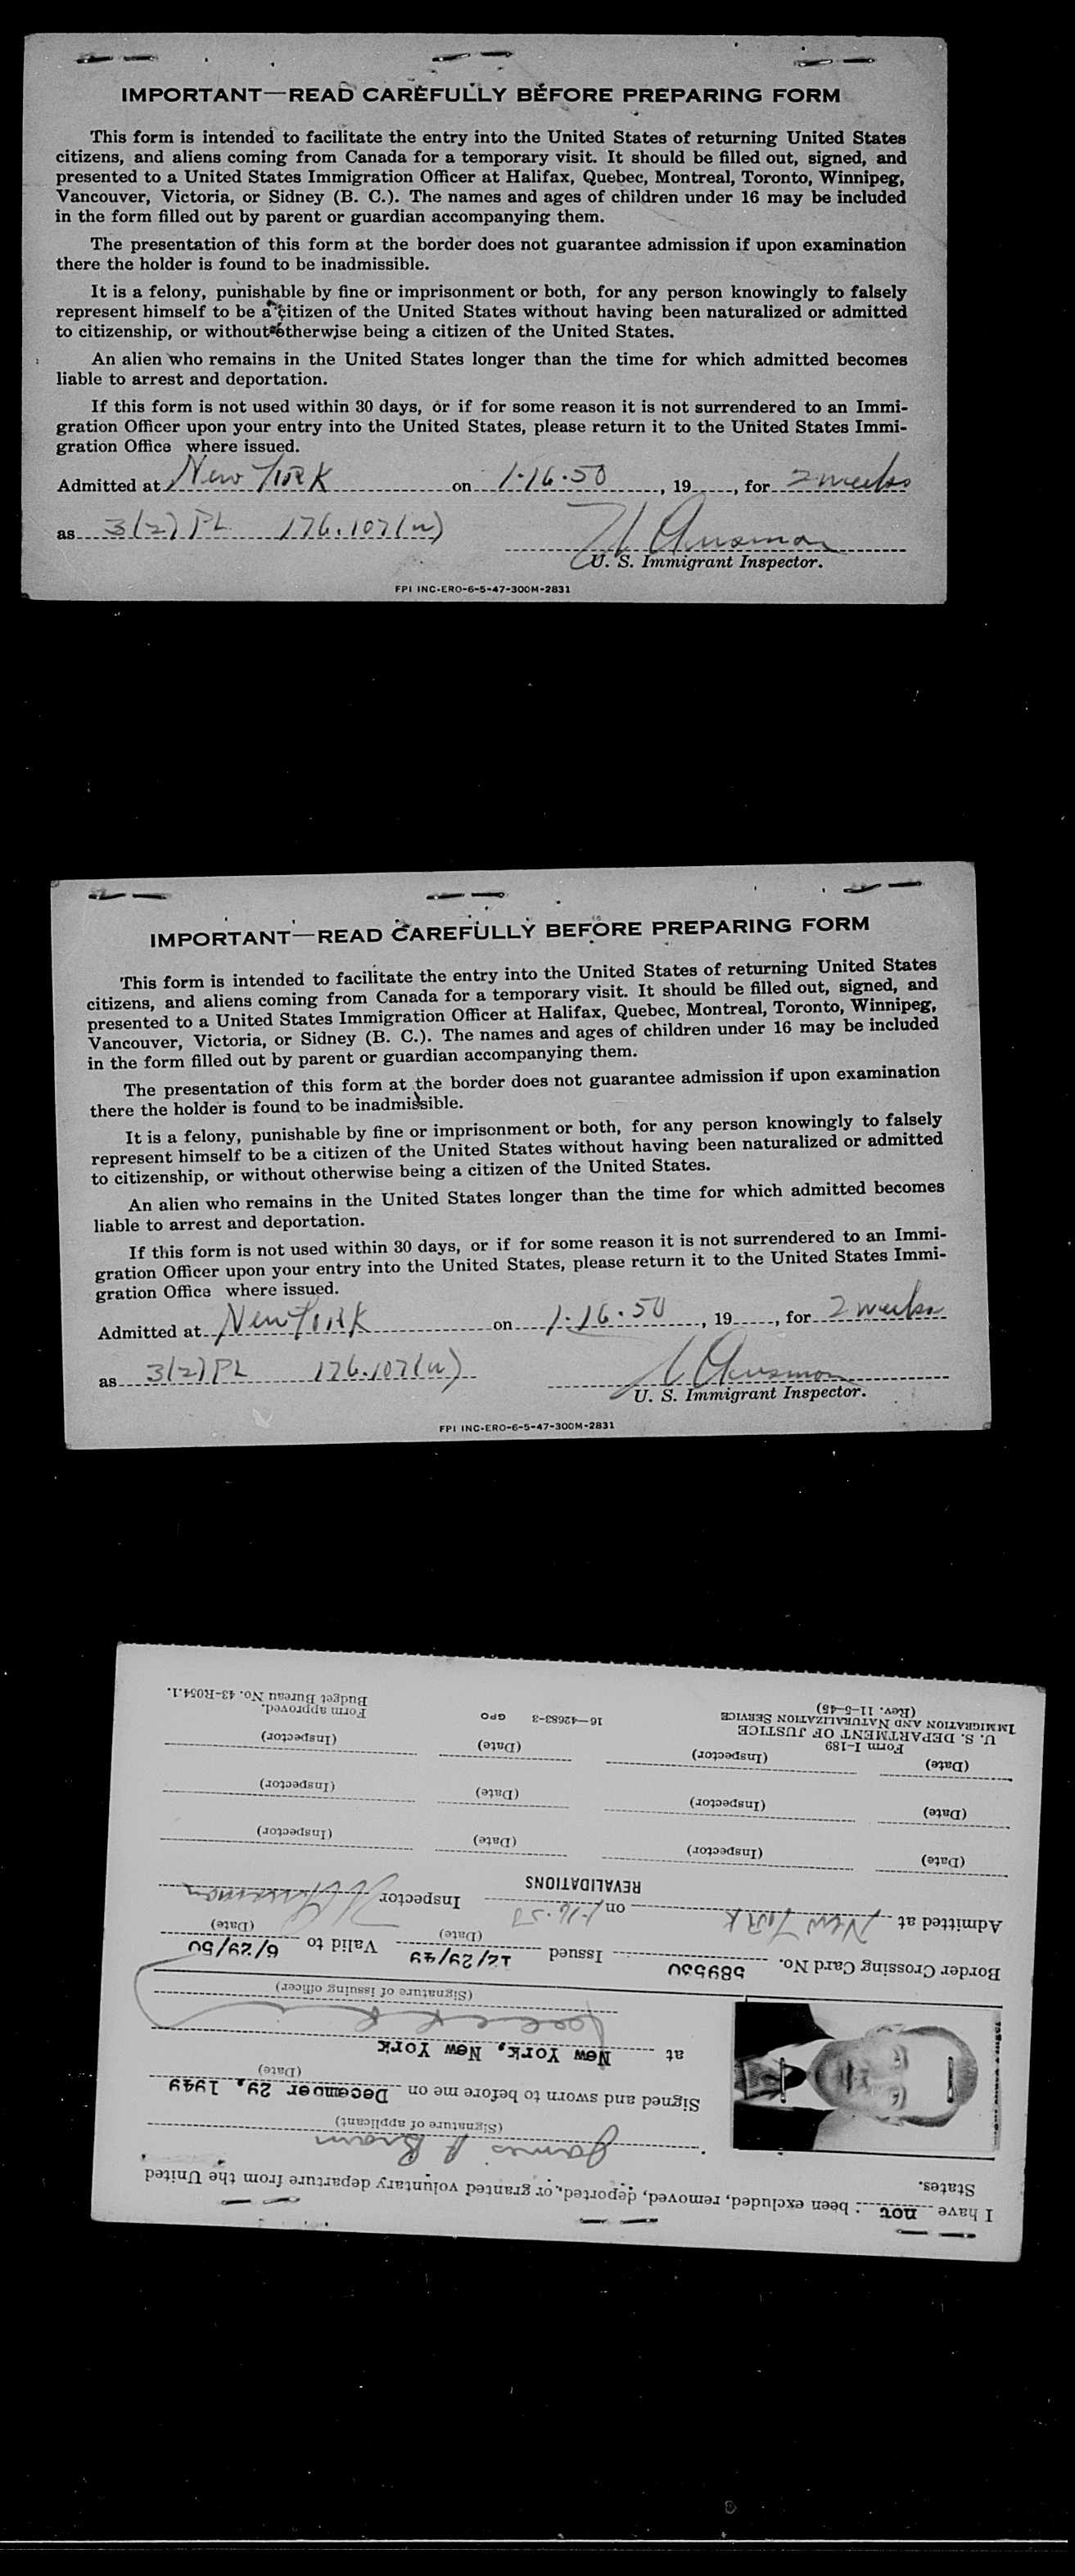 IMPORTANT—READ CAREFULLY BEFORE PREPARING FORM
This form is intended to facilitate the entry into the United States of returning United States
citizens, and aliens coming from Canada for a temporary visit. It should be filled out, signed, and
presented to a United States Immigration Officer at Halifax, Quebec, Montreal, Toronto, Winnipeg,
Vancouver, Victoria, or Sidney (B. C.). The names and ages of children under 16 may be included
in the form filled out by parent or guardian accompanying them.
The presentation of this form at the border does not guarantee admission if upon examination
there the holder is found to be inadmissible.
It is a felony, punishable by fine or imprisonment or both, for any person knowingly to falsely
represent himself to be a citizen of the United States without having been naturalized or admitted
to citizenship, or without otherwise being a citizen of the United States.
An alien who remains in the United States longer than the time for which admitted becomes
liable to arrest and deportation.
If this form is not used within 30 days, or if for some reason it is not surrendered to an Immi-
gration Officer upon your entry into the United States, please return it to the United States Immi-
gration Office where issued.
Admitted at New York on 1·16·50, 19, for 2 weeks
as 3(2) PL 176.107(w)
U. S. Immigrant Inspector.
FPI INC-ERO-6-5-47-300M-2831
IMPORTANT—READ CAREFULLY BEFORE PREPARING FORM
This form is intended to facilitate the entry into the United States of returning United States
citizens, and aliens coming from Canada for a temporary visit. It should be filled out, signed, and
presented to a United States Immigration Officer at Halifax, Quebec, Montreal, Toronto, Winnipeg,
Vancouver, Victoria, or Sidney (B. C.). The names and ages of children under 16 may be included
in the form filled out by parent or guardian accompanying them.
The presentation of this form at the border does not guarantee admission if upon examination
there the holder is found to be inadmissible.
It is a felony, punishable by fine or imprisonment or both, for any person knowingly to falsely
represent himself to be a citizen of the United States without having been naturalized or admitted
to citizenship, or without otherwise being a citizen of the United States.
An alien who remains in the United States longer than the time for which admitted becomes
liable to arrest and deportation.
If this form is not used within 30 days, or if for some reason it is not surrendered to an Immi-
gration Officer upon your entry into the United States, please return it to the United States Immi-
gration Office where issued.
Admitted at New York on 1·16·50, 19, for 2 weeks
as 3(2) PL 176.107(w)
U. S. Immigrant Inspector.
FPI INC-ERO-6-5-47-300M-2831
I have not been excluded, removed, deported, or granted voluntary departure from the United
States.
James P Brown
(Signature of applicant)
Signed and sworn to before me on December 29, 1949
(Date)
at New York, New York
(Signature of issuing officer)
Border Crossing Card No. 589530 Issued 12/29/49 Valid to 6/29/50
(Date) (Date)
Admitted at New York on 1·16·50 Inspector
REVALIDATIONS
(Date) (Inspector) (Date) (Inspector)
(Date) (Inspector) (Date) (Inspector)
(Date) (Inspector) (Date) (Inspector)
Form I-189
U. S. DEPARTMENT OF JUSTICE
IMMIGRATION AND NATURALIZATION SERVICE
(Rev. 11-5-45)
16—42683-3 GPO
Form approved.
Budget Bureau No. 43-R054.1.